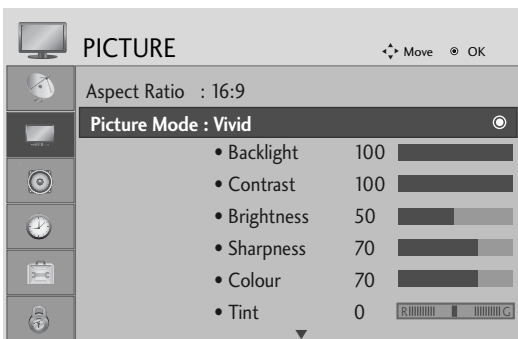 PICTURE
Move OK
Aspect Ratio : 16:9
Picture Mode : Vivid
• Backlight 100
• Contrast 100
• Brightness 50
• Sharpness 70
• Colour 70
• Tint 0 R G